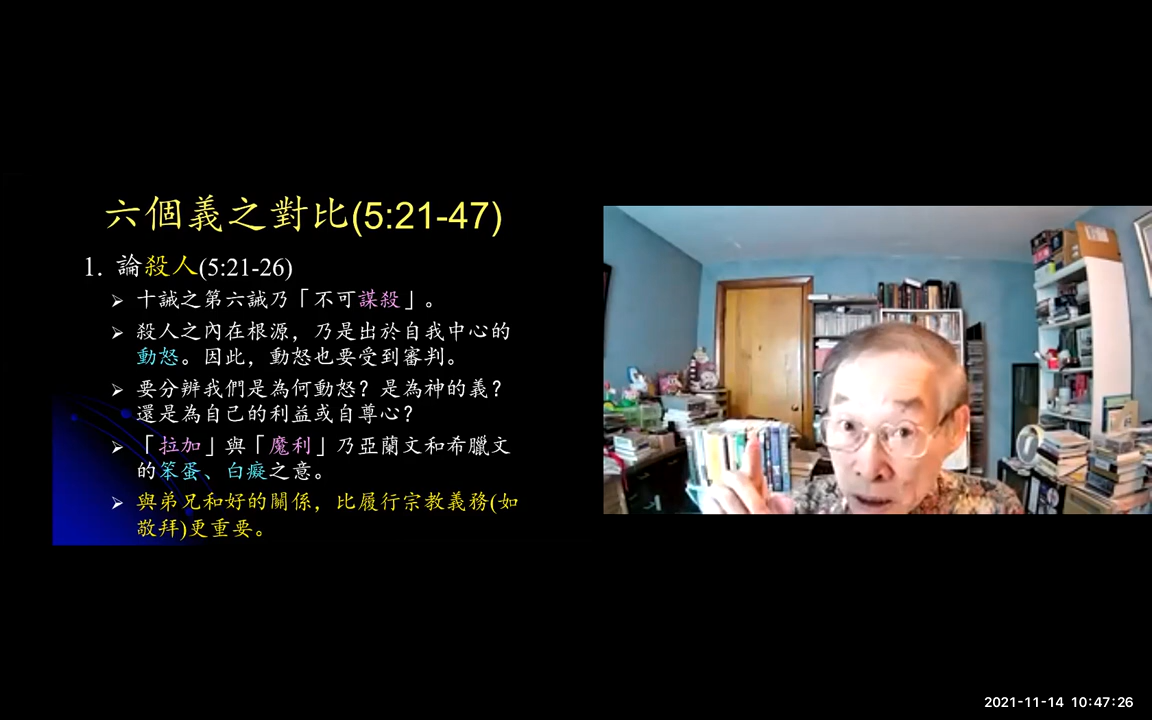 六個義之對比(5:21-47)
1. 論殺人(5:21-26)
十誡之第六誡乃「不可謀殺」。
殺人之內在根源，乃是出於自我中心的
動怒。因此，動怒也要受到審判。
要分辨我們是為何動怒？是為神的義？
還是為自己的利益或自尊心？
「拉加」與「魔利」乃亞蘭文和希臘文
的笨蛋、白癡之意。
與弟兄和好的關係，比履行宗教義務(如
敬拜)更重要。
2021-11-14 10:47:26